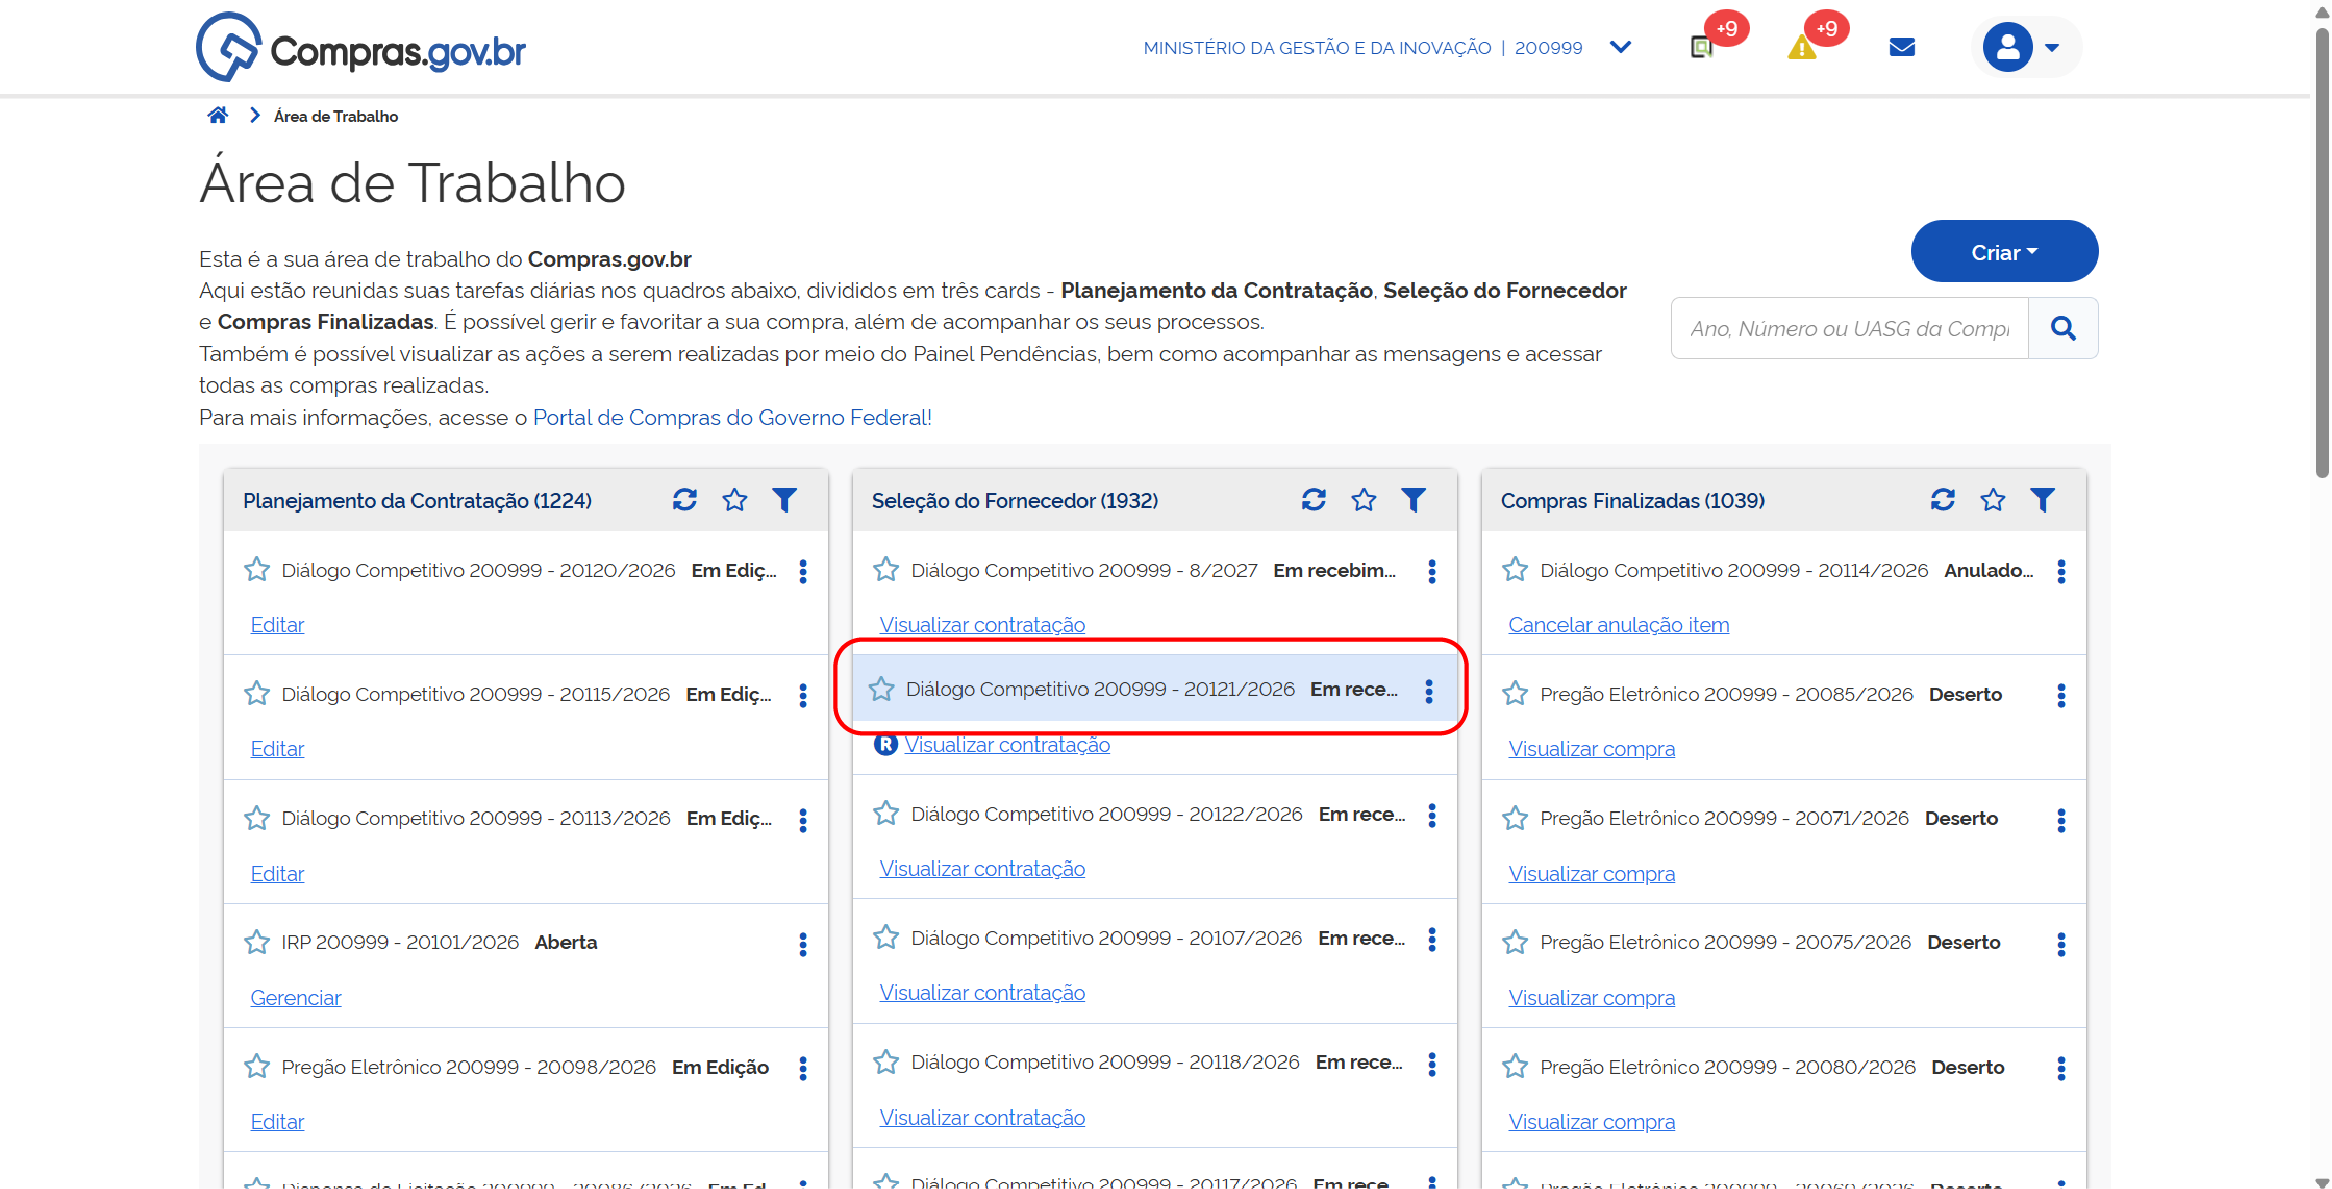 Compras.gov.br
MINISTÉRIO DA GESTÃO E DA INOVAÇÃO | 200999
+9
+9
Área de Trabalho
Área de Trabalho
Esta é a sua área de trabalho do Compras.gov.br
Aqui estão reunidas suas tarefas diárias nos quadros abaixo, divididos em três cards - Planejamento da Contratação, Seleção do Fornecedor
e Compras Finalizadas. É possível gerir e favoritar a sua compra, além de acompanhar os seus processos.
Também é possível visualizar as ações a serem realizadas por meio do Painel Pendências, bem como acompanhar as mensagens e acessar
todas as compras realizadas.
Para mais informações, acesse o Portal de Compras do Governo Federal!
Criar
Ano, Número ou UASG da Compi
Planejamento da Contratação (1224)
Diálogo Competitivo 200999 - 20120/2026 Em Ediç...
Editar
Diálogo Competitivo 200999 - 20115/2026 Em Ediç...
Editar
Diálogo Competitivo 200999 - 20113/2026 Em Ediç...
Editar
IRP 200999 - 20101/2026 Aberta
Gerenciar
Pregão Eletrônico 200999 - 20098/2026 Em Edição
Editar
Seleção do Fornecedor (1932)
Diálogo Competitivo 200999 - 8/2027 Em recebim...
Visualizar contratação
Diálogo Competitivo 200999 - 20121/2026 Em rece...
R Visualizar contratação
Diálogo Competitivo 200999 - 20122/2026 Em rece...
Visualizar contratação
Diálogo Competitivo 200999 - 20107/2026 Em rece...
Visualizar contratação
Diálogo Competitivo 200999 - 20118/2026 Em rece...
Visualizar contratação
Diálogo Competitivo 200999 - 20117/2026 Em rece
Compras Finalizadas (1039)
Diálogo Competitivo 200999 - 20114/2026 Anulado...
Cancelar anulação item
Pregão Eletrônico 200999 - 20085/2026 Deserto
Visualizar compra
Pregão Eletrônico 200999 - 20071/2026 Deserto
Visualizar compra
Pregão Eletrônico 200999 - 20075/2026 Deserto
Visualizar compra
Pregão Eletrônico 200999 - 20080/2026 Deserto
Visualizar compra